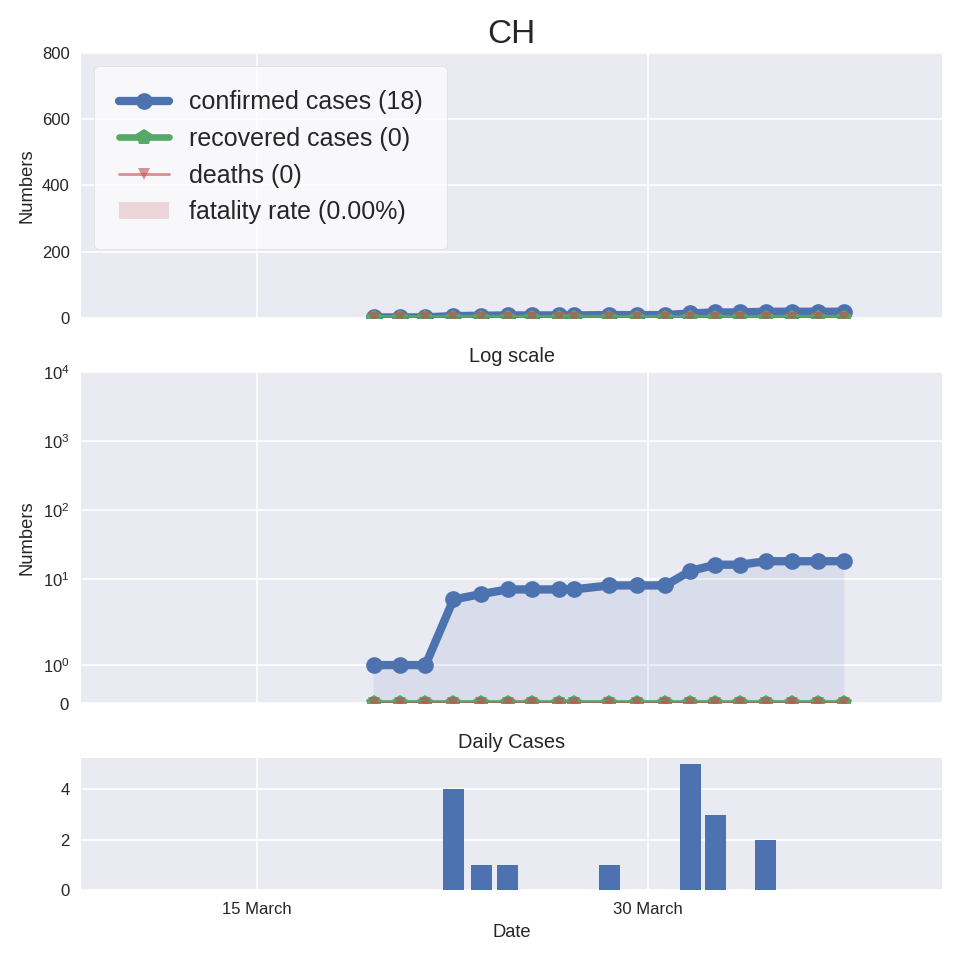 CH
800
600
400
200
0
Numbers
confirmed cases (18)
recovered cases (0)
deaths (0)
fatality rate (0.00%)
Log scale
10⁴
10³
10²
10¹
10⁰
0
Numbers
Daily Cases
4
2
0
15 March
30 March
Date